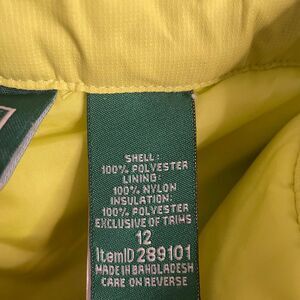 SHELL:
100% POLYESTER
LINING:
100% NYLON
INSULATION:
100% POLYESTER
EXCLUSIVE OF TRIMS
12
ItemID 289101
MADE IN BANGLADESH
CARE ON REVERSE